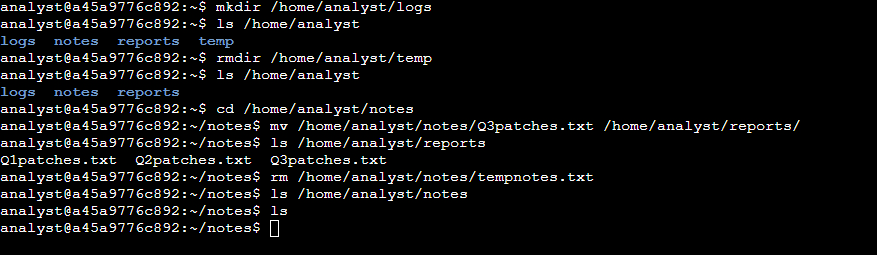 analyst@a45a9776c892:~$ mkdir /home/analyst/logs
analyst@a45a9776c892:~$ ls /home/analyst
logs  notes  reports  temp
analyst@a45a9776c892:~$ rmdir /home/analyst/temp
analyst@a45a9776c892:~$ ls /home/analyst
logs  notes  reports
analyst@a45a9776c892:~$ cd /home/analyst/notes
analyst@a45a9776c892:~/notes$ mv /home/analyst/notes/Q3patches.txt /home/analyst/reports/
analyst@a45a9776c892:~/notes$ ls /home/analyst/reports
Q1patches.txt  Q2patches.txt  Q3patches.txt
analyst@a45a9776c892:~/notes$ rm /home/analyst/notes/tempnotes.txt
analyst@a45a9776c892:~/notes$ ls /home/analyst/notes
analyst@a45a9776c892:~/notes$ ls
analyst@a45a9776c892:~/notes$